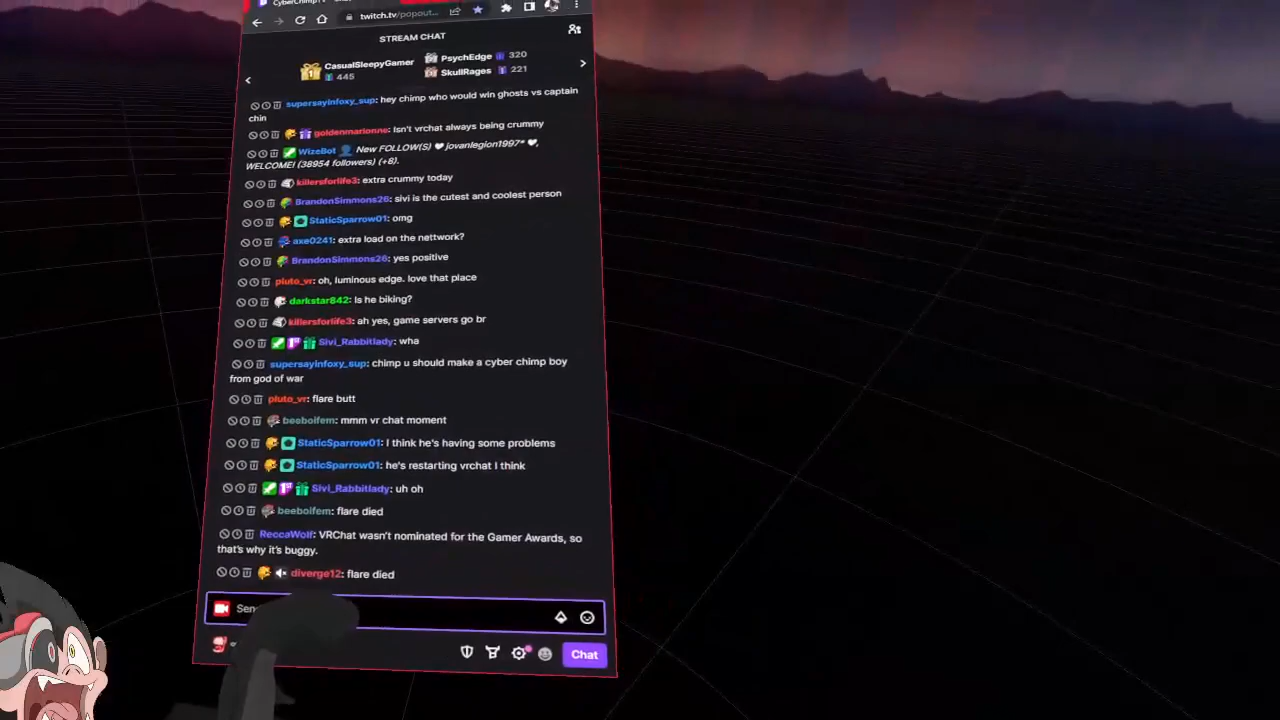 twitch.tv/popout...
STREAM CHAT
CasualSleepyGamer
445
PsychEdge 320
SkullRages 221
supersayinfoxy_sup: hey chimp who would win ghosts vs captain
chin
goldenmarionne: Isn't vrchat always being crummy
WizeBot New FOLLOW(S) ❤ jovanlegion1997* ❤,
WELCOME! (38954 followers) (+8).
killersforlife3: extra crummy today
BrandonSimmons26: sivi is the cutest and coolest person
StaticSparrow01: omg
axe0241: extra load on the nettwork?
BrandonSimmons26: yes positive
pluto_vr: oh, luminous edge. love that place
darkstar842: Is he biking?
killersforlife3: ah yes, game servers go br
Sivi_Rabbitlady: wha
supersayinfoxy_sup: chimp u should make a cyber chimp boy
from god of war
pluto_vr: flare butt
beeboifem: mmm vr chat moment
StaticSparrow01: I think he's having some problems
StaticSparrow01: he's restarting vrchat I think
Sivi_Rabbitlady: uh oh
beeboifem: flare died
ReccaWolf: VRChat wasn't nominated for the Gamer Awards, so
that's why it's buggy.
diverge12: flare died
Chat